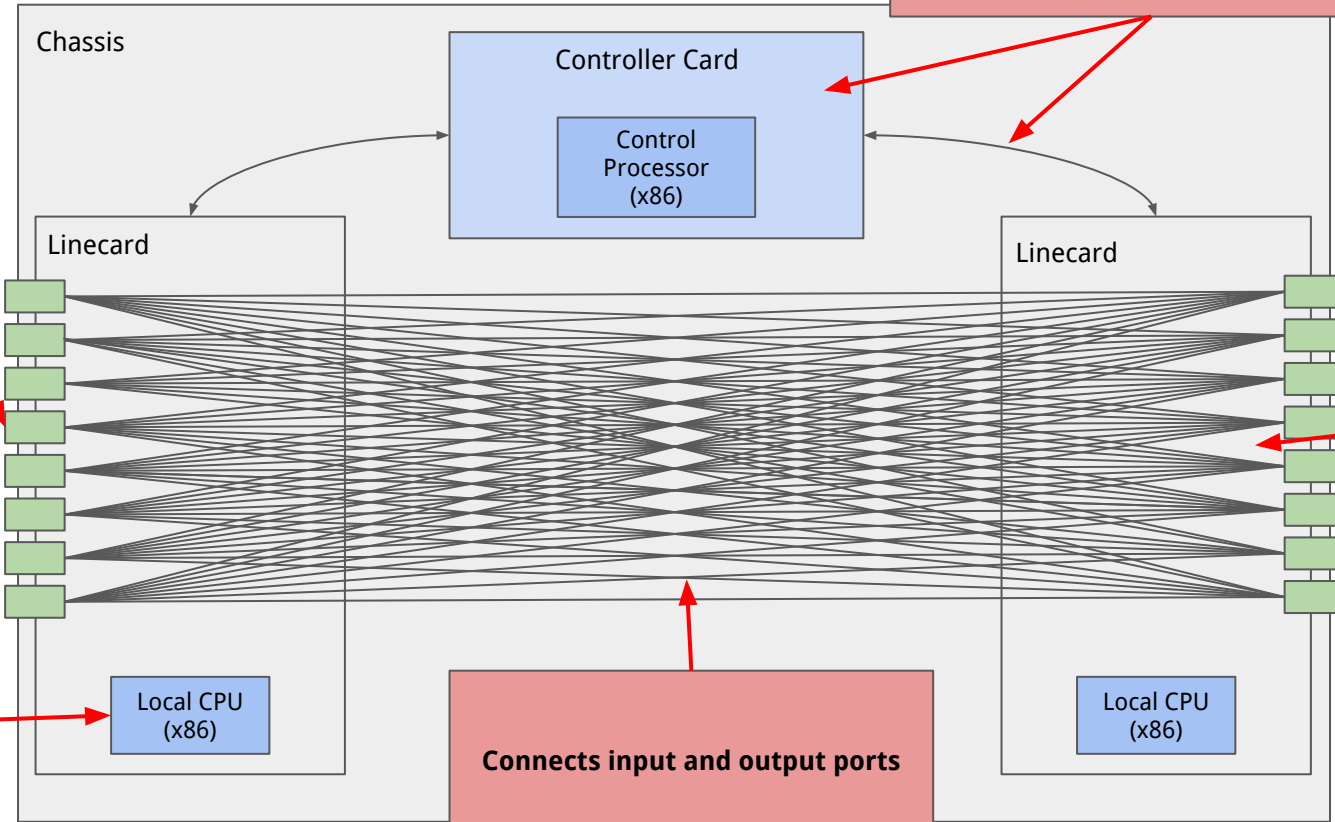 Chassis
Controller Card
Control
Processor
(x86)
Linecard
Linecard
Local CPU
(x86)
Local CPU
(x86)
Connects input and output ports